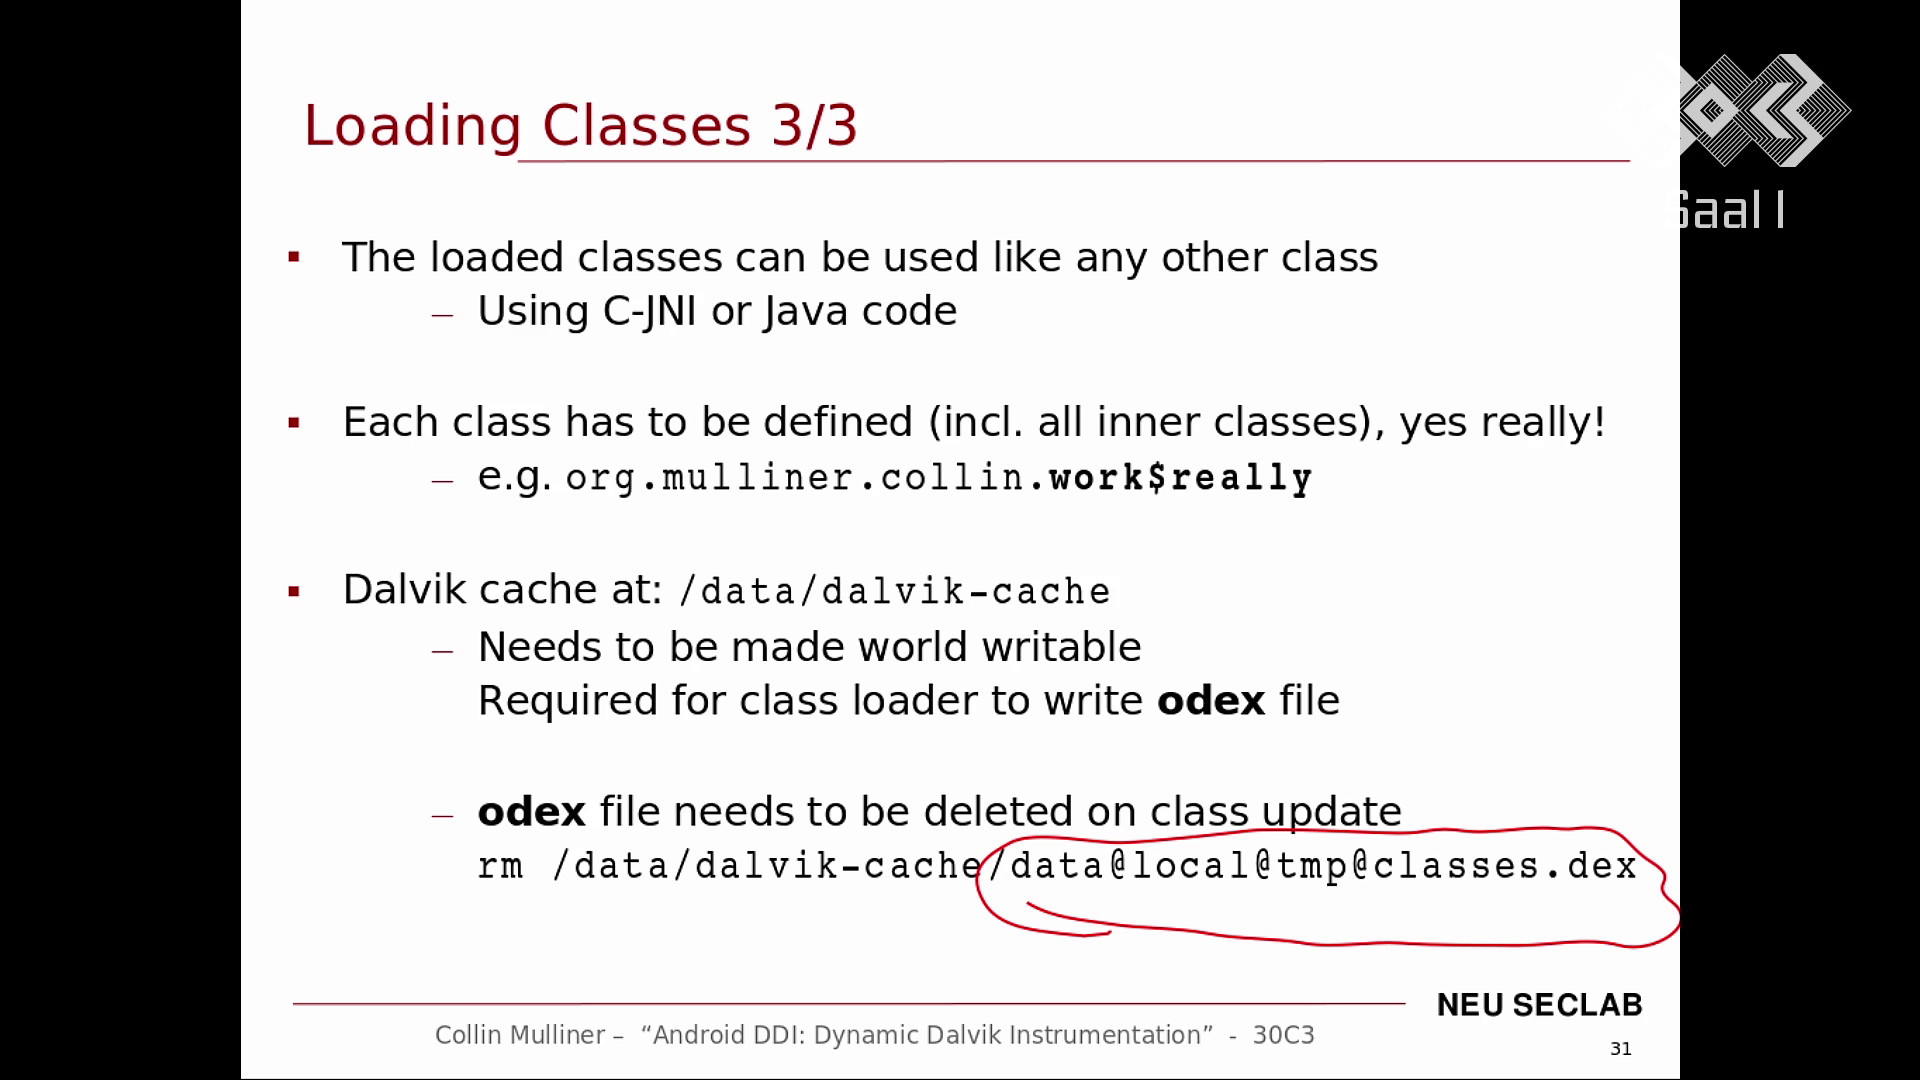 Loading Classes 3/3
Saal 1
▪ The loaded classes can be used like any other class
– Using C-JNI or Java code
▪ Each class has to be defined (incl. all inner classes), yes really!
– e.g. org.mulliner.collin.work$really
▪ Dalvik cache at: /data/dalvik-cache
– Needs to be made world writable
Required for class loader to write odex file
– odex file needs to be deleted on class update
rm /data/dalvik-cache/data@local@tmp@classes.dex
NEU SECLAB
Collin Mulliner – “Android DDI: Dynamic Dalvik Instrumentation” - 30C3
31